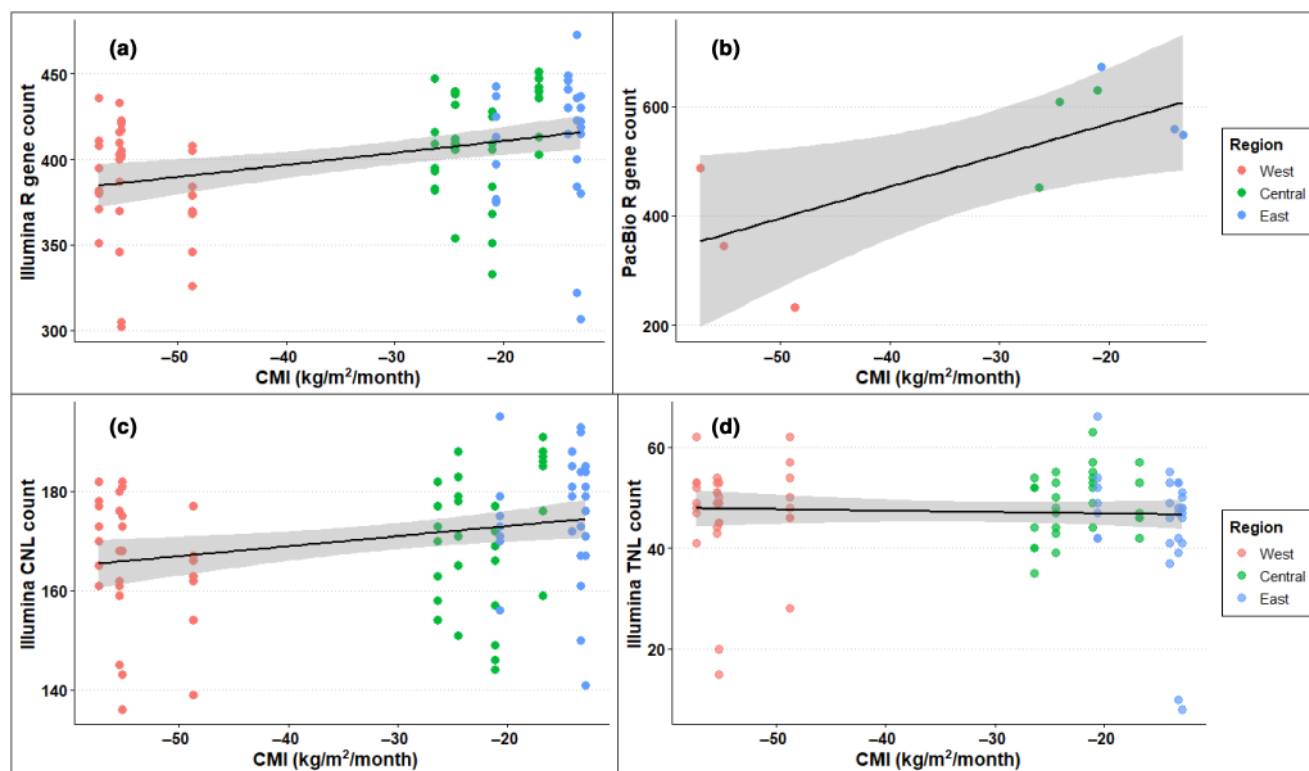 (a)
Illumina R gene count
450
400
350
300
−50
−40
−30
−20
CMI (kg/m²/month)
(b)
PacBio R gene count
600
400
200
−50
−40
−30
−20
CMI (kg/m²/month)
Region
West
Central
East
(c)
Illumina CNL count
180
160
140
−50
−40
−30
−20
CMI (kg/m²/month)
(d)
Illumina TNL count
60
40
20
−50
−40
−30
−20
CMI (kg/m²/month)
Region
West
Central
East